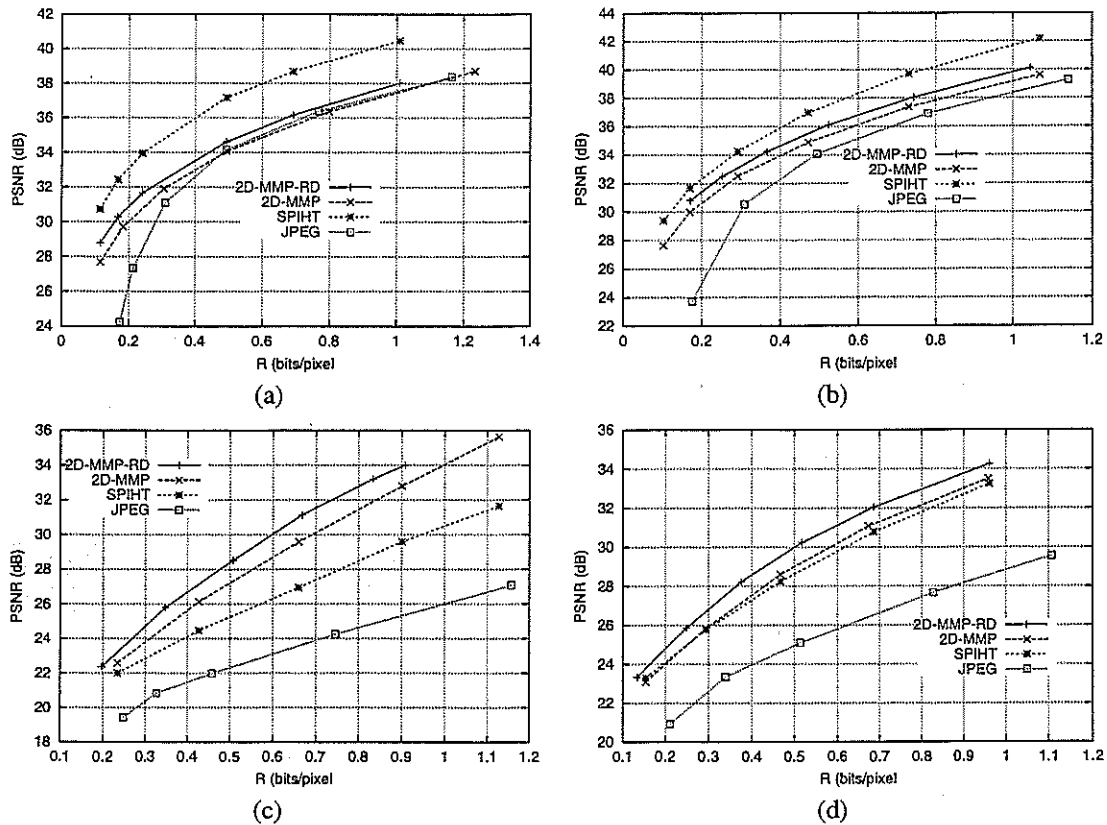 42
40
38
36
34
32
30
28
26
24
PSNR (dB)
2D-MMP-RD
2D-MMP
SPIHT
JPEG
0 0.2 0.4 0.6 0.8 1 1.2 1.4
R (bits/pixel
(a)
44
42
40
38
36
34
32
30
28
26
24
22
PSNR (dB)
2D-MMP-RD
2D-MMP
SPIHT
JPEG
0 0.2 0.4 0.6 0.8 1 1.2
R (bits/pixel
(b)
36
34
32
30
28
26
24
22
20
18
PSNR (dB)
2D-MMP-RD
2D-MMP
SPIHT
JPEG
0.1 0.2 0.3 0.4 0.5 0.6 0.7 0.8 0.9 1 1.1 1.2
R (bits/pixel
(c)
36
34
32
30
28
26
24
22
20
PSNR (dB)
2D-MMP-RD
2D-MMP
SPIHT
JPEG
0.1 0.2 0.3 0.4 0.5 0.6 0.7 0.8 0.9 1 1.1 1.2
R (bits/pixel
(d)